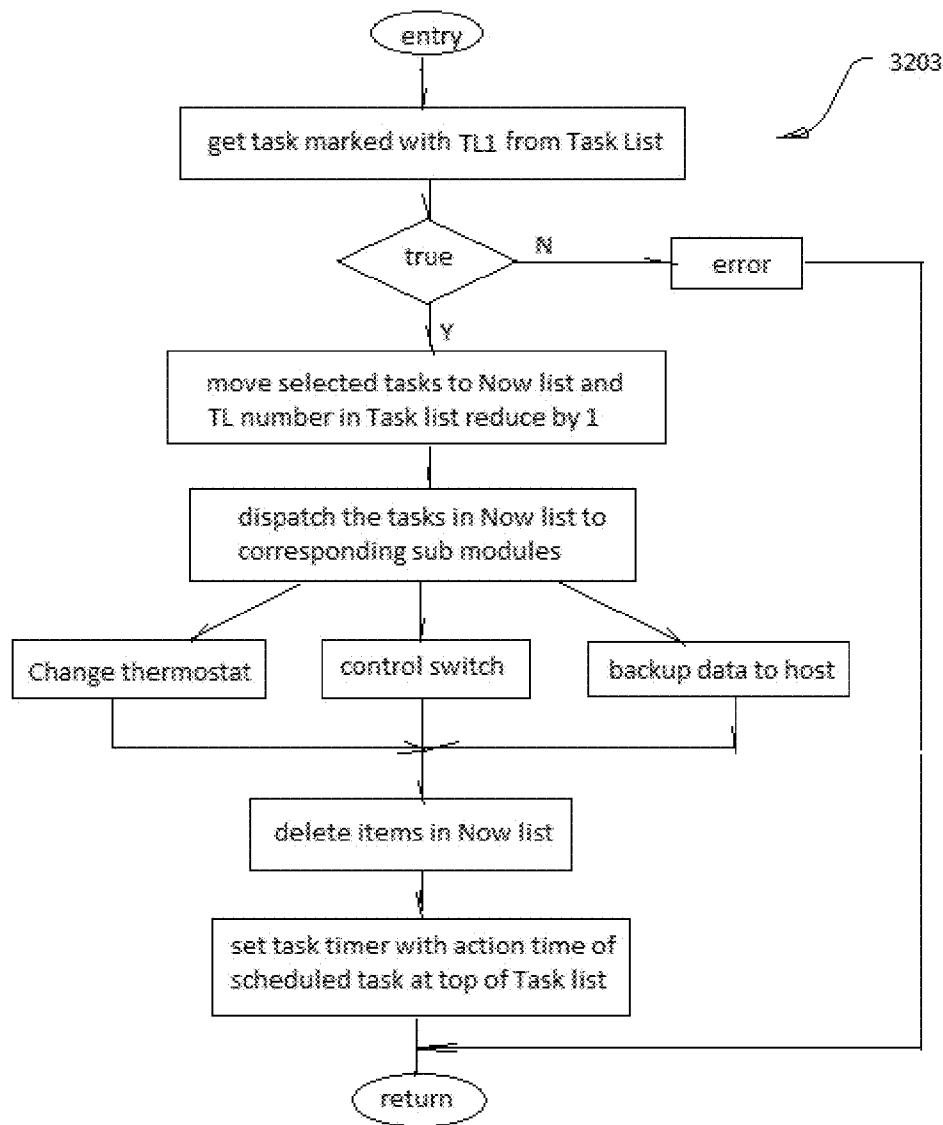 entry
3203
get task marked with TL1 from Task List
true
N
error
Y
move selected tasks to Now list and
TL number in Task list reduce by 1
dispatch the tasks in Now list to
corresponding sub modules
Change thermostat
control switch
backup data to host
delete items in Now list
set task timer with action time of
scheduled task at top of Task list
return